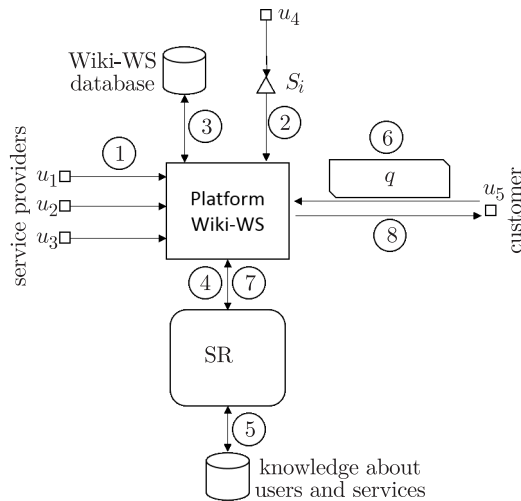 u4
Wiki-WS
database
Si
3
2
6
service providers
1
u1
u2
u3
Platform
Wiki-WS
q
u5
8
customer
4
7
SR
5
knowledge about
users and services